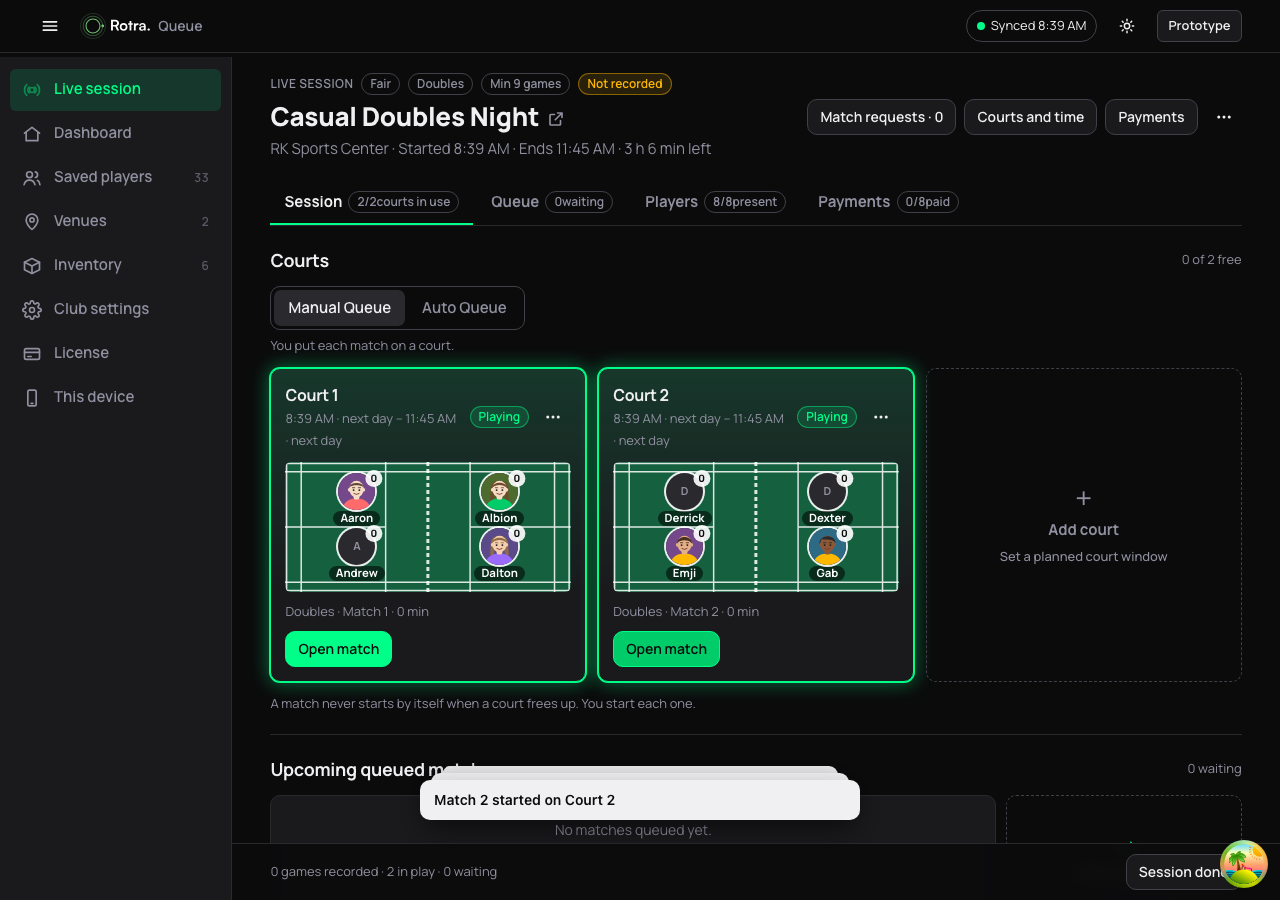 Rotra. Queue
Synced 8:39 AM
Prototype
Live session
Dashboard
Saved players 33
Venues 2
Inventory 6
Club settings
License
This device
LIVE SESSION Fair Doubles Min 9 games Not recorded
Casual Doubles Night
RK Sports Center · Started 8:39 AM · Ends 11:45 AM · 3 h 6 min left
Match requests · 0
Courts and time
Payments
Session 2/2courts in use
Queue 0waiting
Players 8/8present
Payments 0/8paid
Courts
0 of 2 free
Manual Queue
Auto Queue
You put each match on a court.
Court 1
8:39 AM · next day – 11:45 AM
· next day
Playing
0
Aaron
0
Albion
A 0
Andrew
0
Dalton
Doubles · Match 1 · 0 min
Open match
Court 2
8:39 AM · next day – 11:45 AM
· next day
Playing
D 0
Derrick
D 0
Dexter
0
Emji
0
Gab
Doubles · Match 2 · 0 min
Open match
Add court
Set a planned court window
A match never starts by itself when a court frees up. You start each one.
Upcoming queued
0 waiting
Match 2 started on Court 2
No matches queued yet.
0 games recorded · 2 in play · 0 waiting
Session